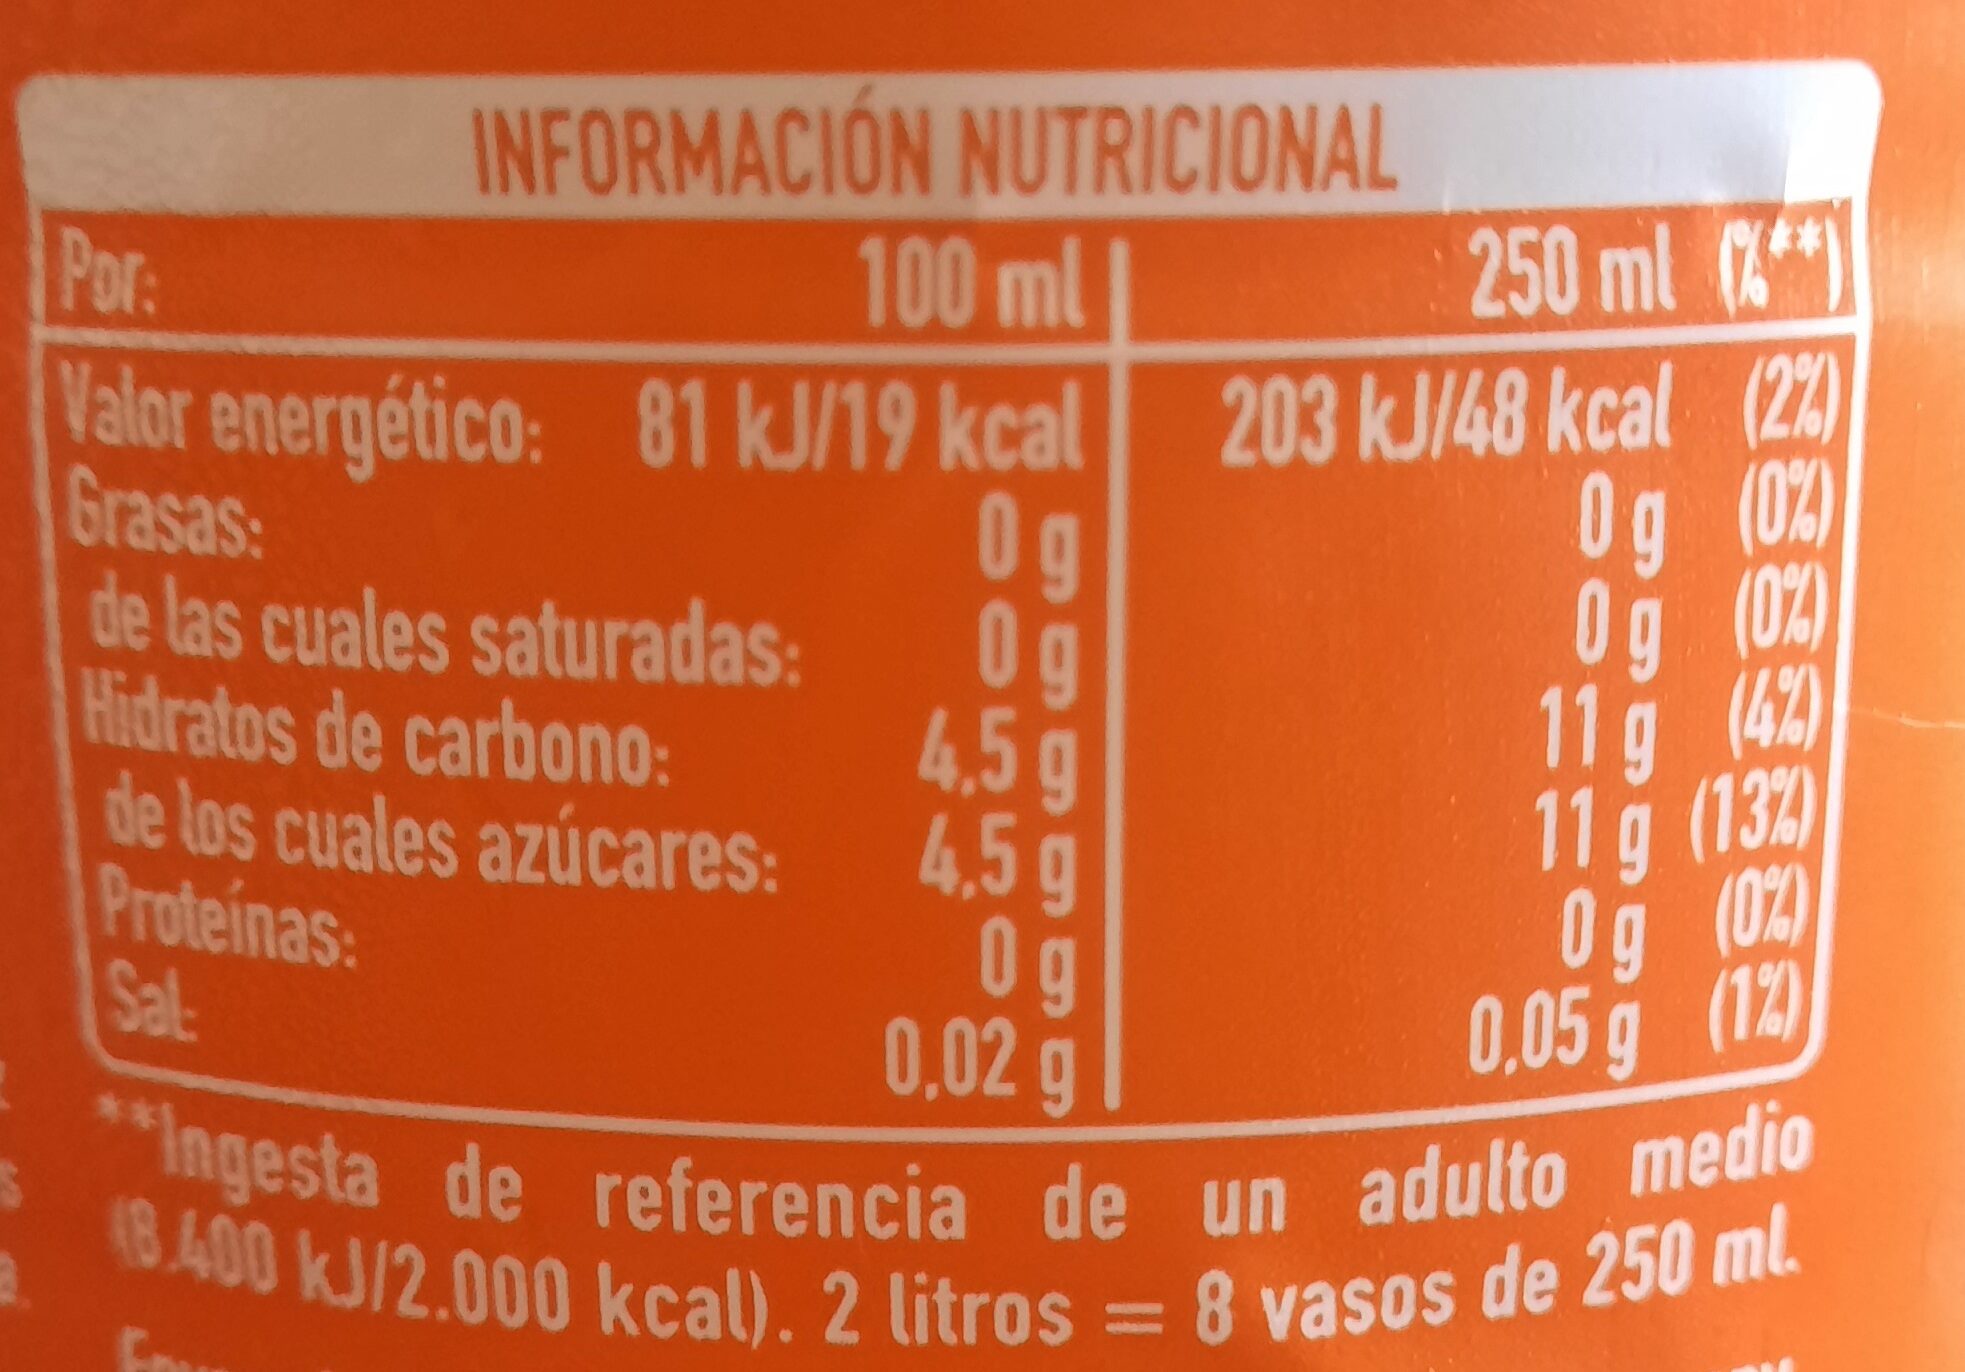 INFORMACIÓN NUTRICIONAL
Por: 100 ml 250 ml (%**)
Valor energético: 81 kJ/19 kcal 203 kJ/48 kcal (2%)
Grasas: 0 g 0 g (0%)
de las cuales saturadas: 0 g 0 g (0%)
Hidratos de carbono: 4,5 g 11 g (4%)
de los cuales azúcares: 4,5 g 11 g (13%)
Proteínas: 0 g 0 g (0%)
Sal: 0,02 g 0,05 g (1%)
**Ingesta de referencia de un adulto medio
(8.400 kJ/2.000 kcal). 2 litros = 8 vasos de 250 ml.